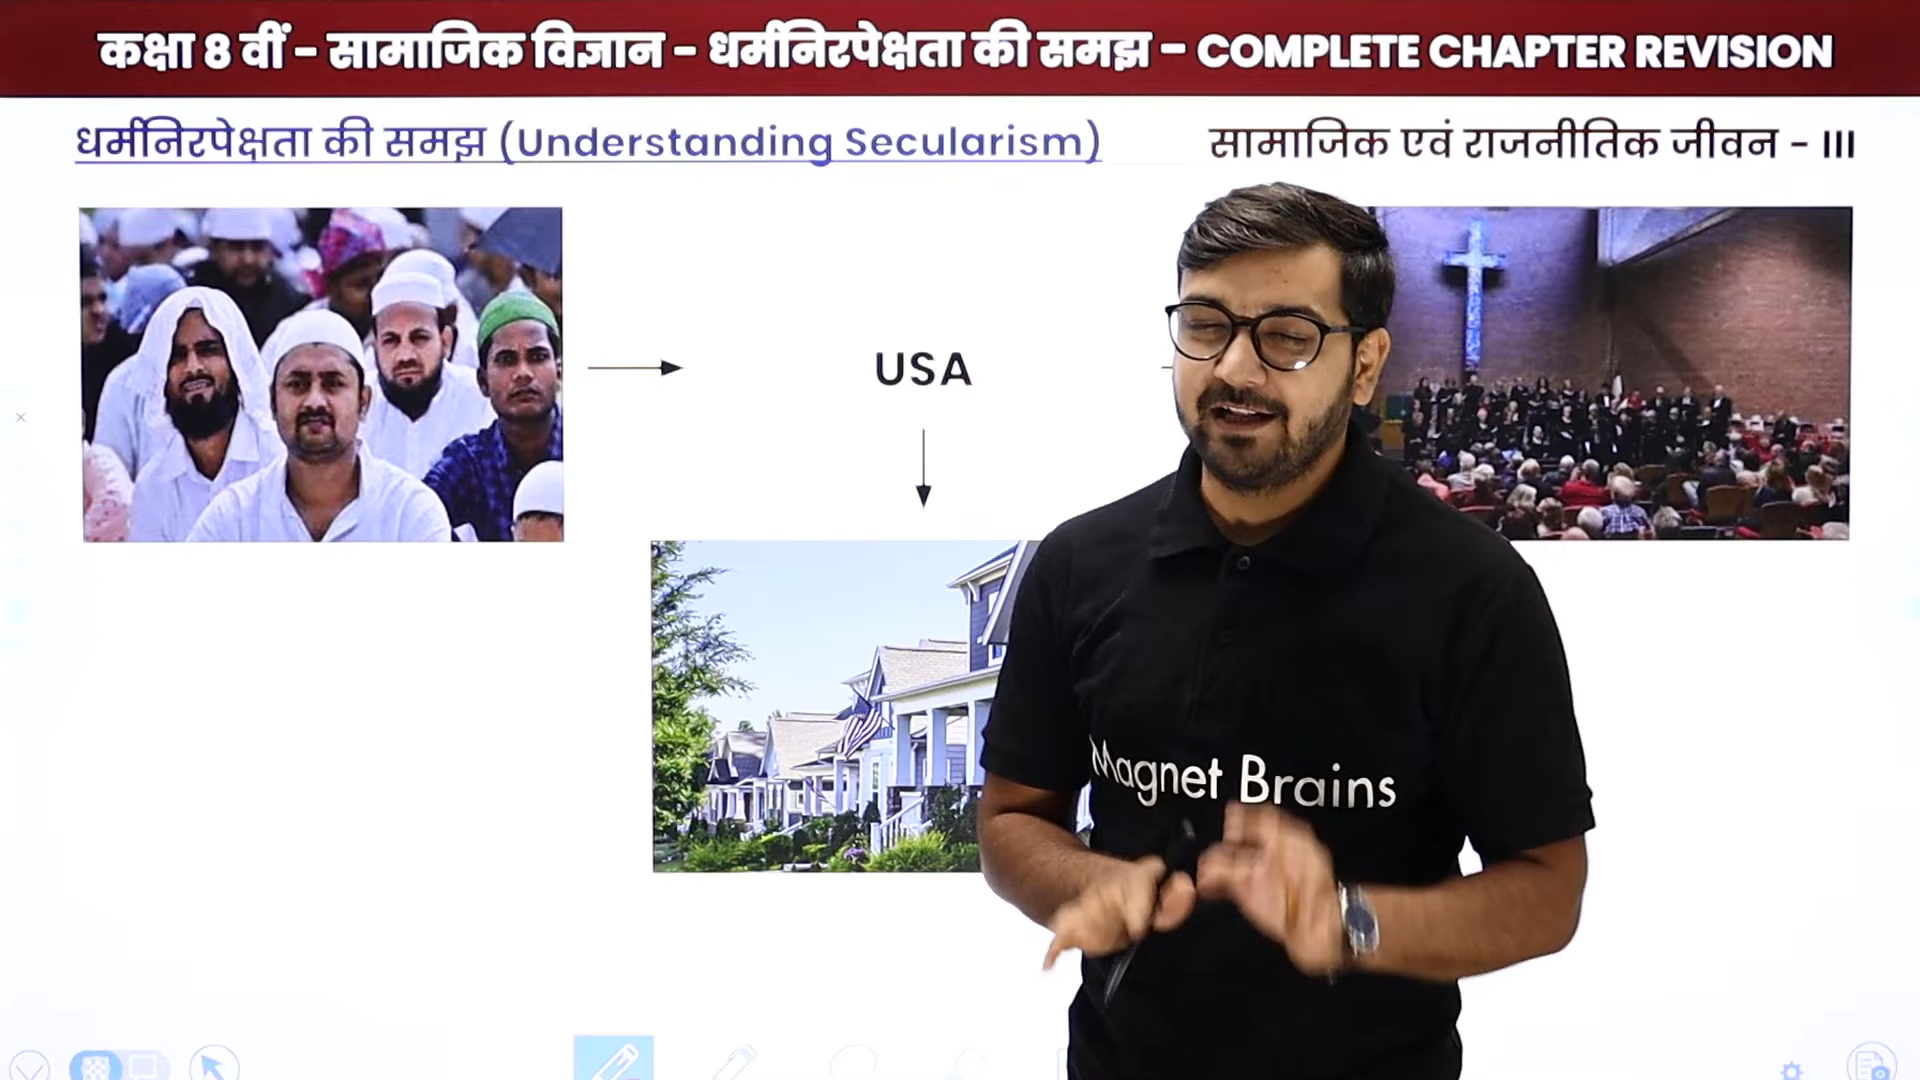 कक्षा 8 वीं - सामाजिक विज्ञान - धर्मनिरपेक्षता की समझ - COMPLETE CHAPTER REVISION
धर्मनिरपेक्षता की समझ (Understanding Secularism)
सामाजिक एवं राजनीतिक जीवन - III
USA
Magnet Brains